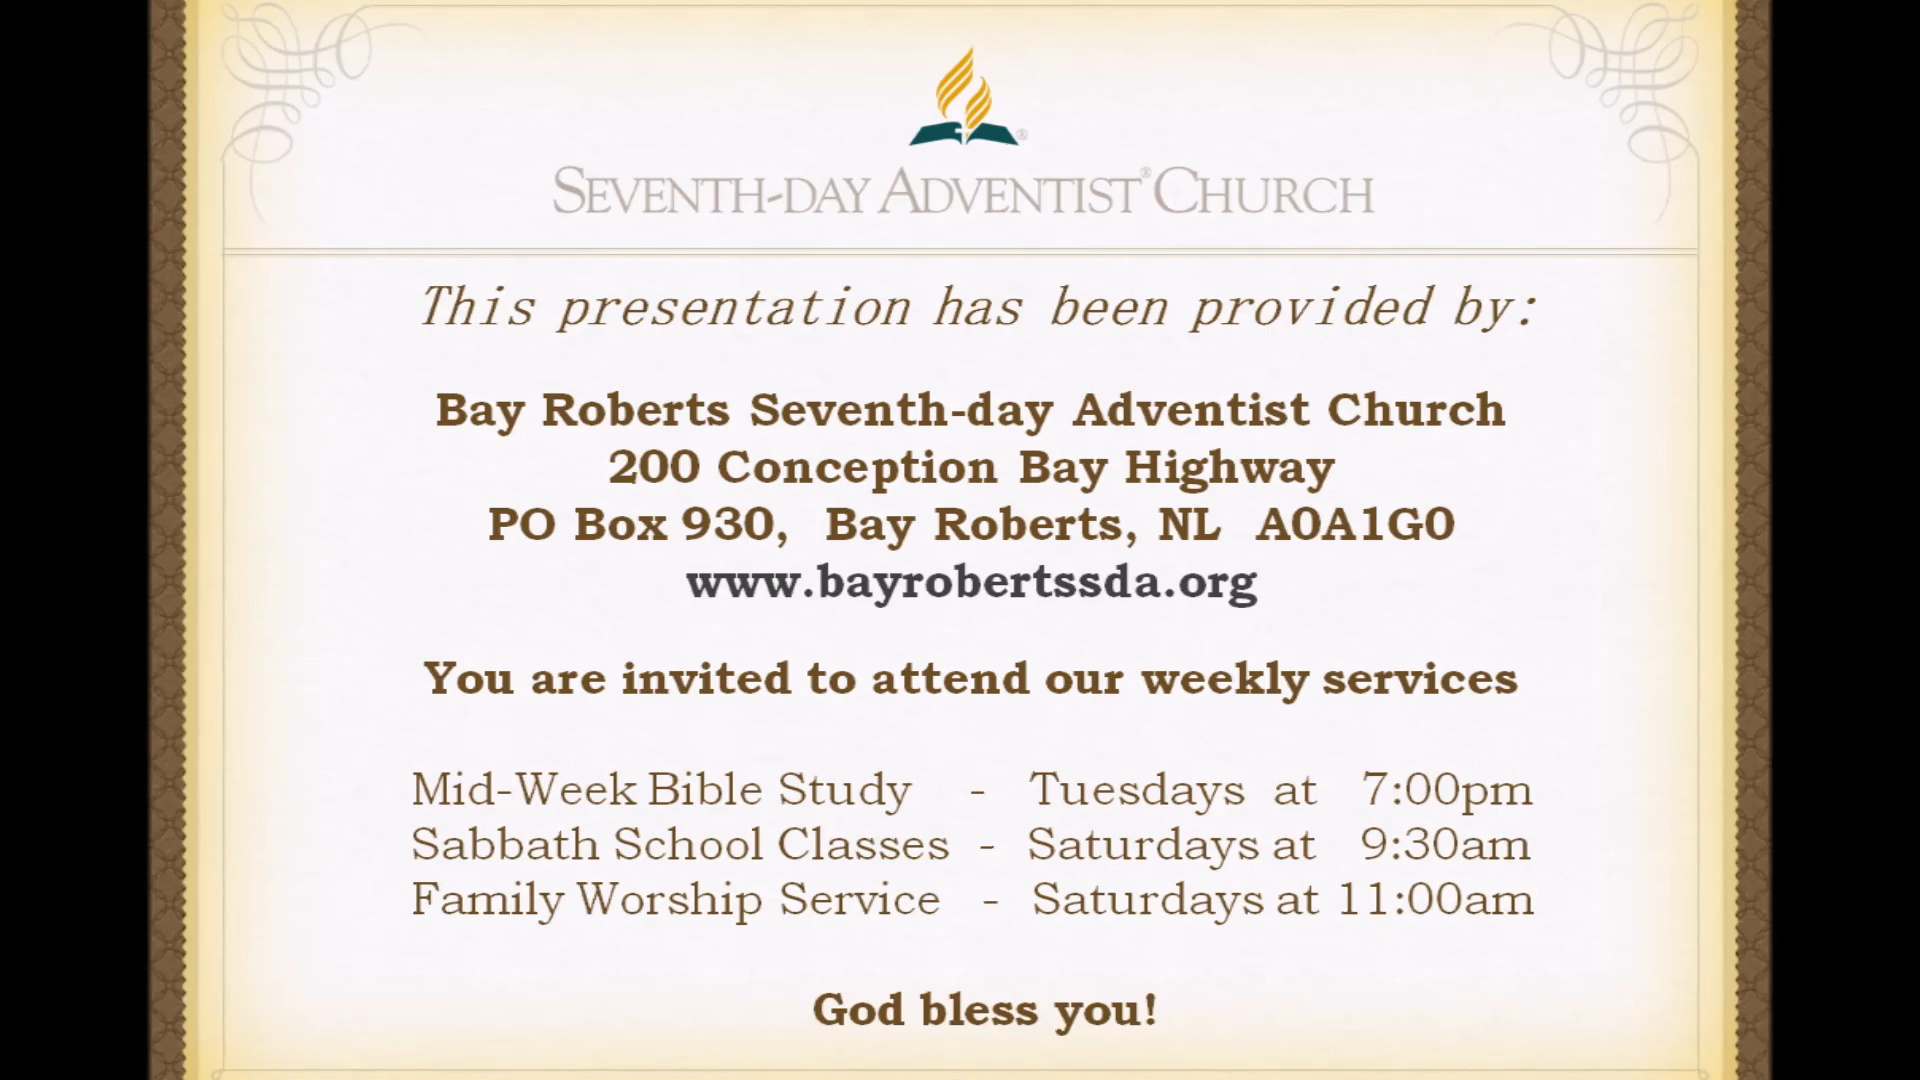 SEVENTH-DAY ADVENTIST® CHURCH
This presentation has been provided by:
Bay Roberts Seventh-day Adventist Church
200 Conception Bay Highway
PO Box 930, Bay Roberts, NL A0A1G0
www.bayrobertssda.org
You are invited to attend our weekly services
Mid-Week Bible Study - Tuesdays at 7:00pm
Sabbath School Classes - Saturdays at 9:30am
Family Worship Service - Saturdays at 11:00am
God bless you!